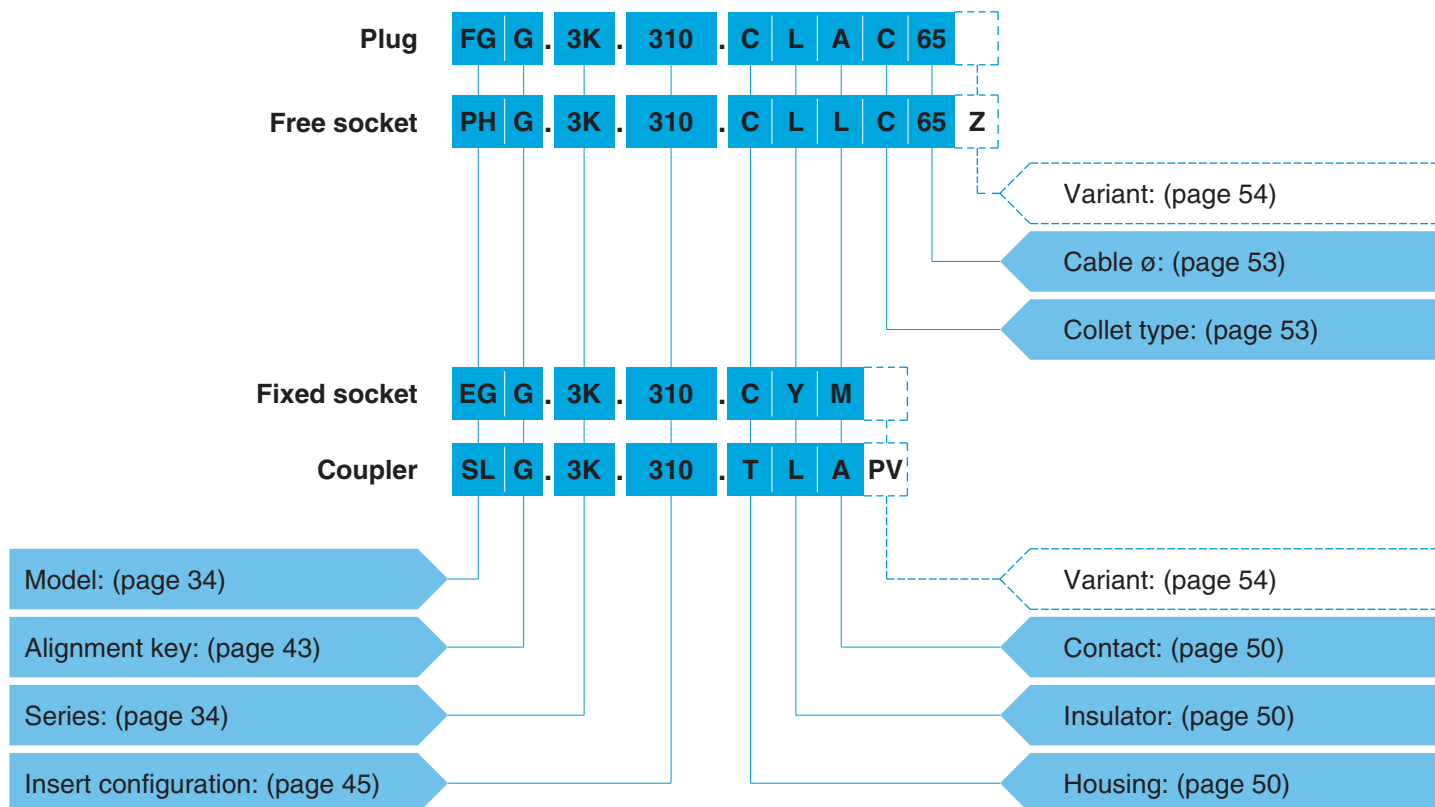 Plug FG G . 3K . 310 . C L A C 65
Free socket PH G . 3K . 310 . C L L C 65 Z
Variant: (page 54)
Cable ø: (page 53)
Collet type: (page 53)
Fixed socket EG G . 3K . 310 . C Y M
Coupler SL G . 3K . 310 . T L A PV
Model: (page 34) Variant: (page 54)
Alignment key: (page 43) Contact: (page 50)
Series: (page 34) Insulator: (page 50)
Insert configuration: (page 45) Housing: (page 50)